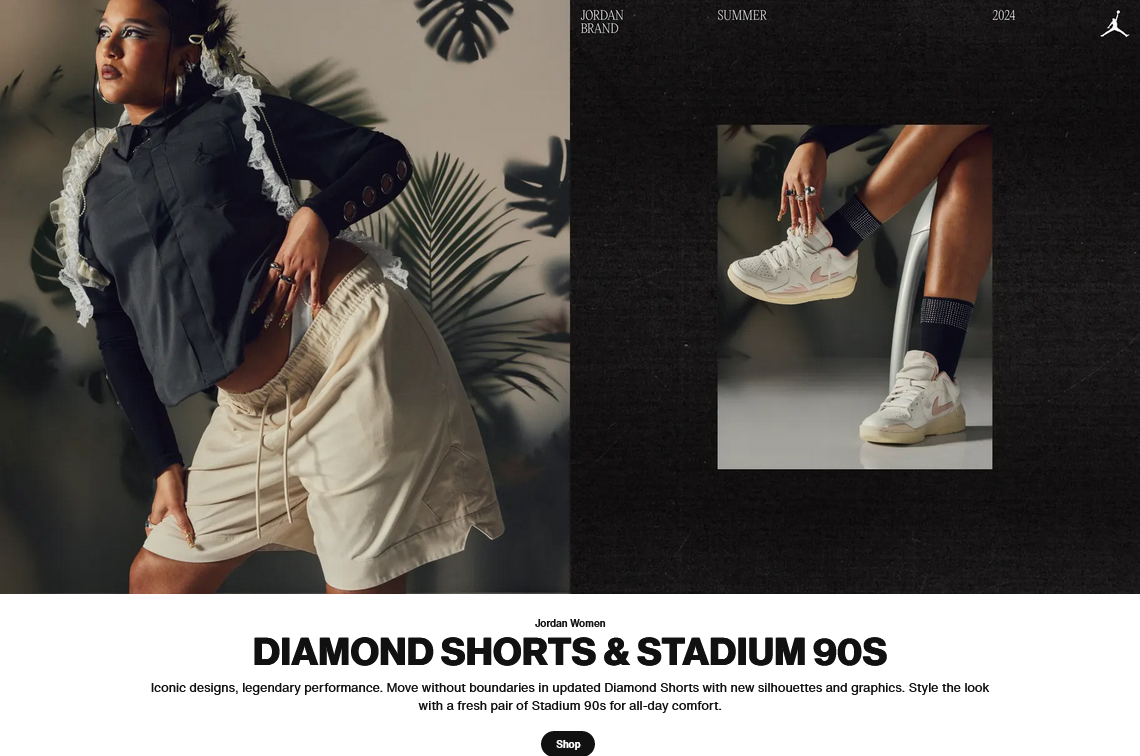 JORDAN
BRAND
SUMMER
2024
Jordan Women
DIAMOND SHORTS & STADIUM 90S
Iconic designs, legendary performance. Move without boundaries in updated Diamond Shorts with new silhouettes and graphics. Style the look
with a fresh pair of Stadium 90s for all-day comfort.
Shop